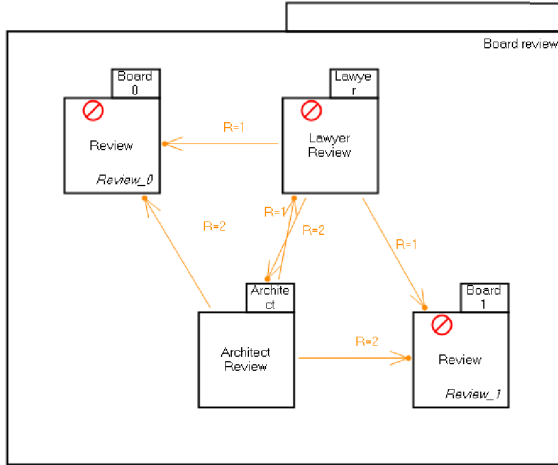 Board review
Board
0
Review
Review_0
R=1
Lawye
r
Lawyer
Review
R=2
R=1
R=2
R=1
Archite
ct
Architect
Review
R=2
Board
1
Review
Review_1